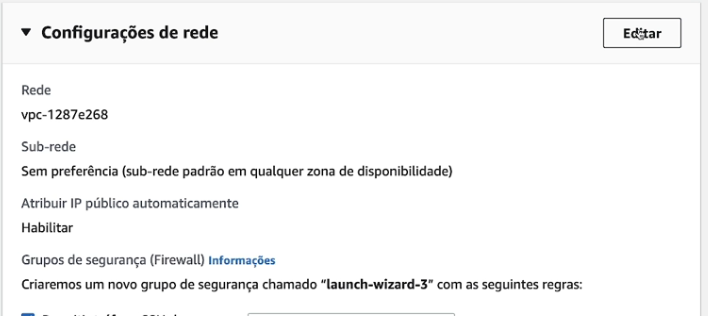 Configurações de rede
Editar
Rede
vpc-1287e268
Sub-rede
Sem preferência (sub-rede padrão em qualquer zona de disponibilidade)
Atribuir IP público automaticamente
Habilitar
Grupos de segurança (Firewall) Informações
Criaremos um novo grupo de segurança chamado "launch-wizard-3" com as seguintes regras: